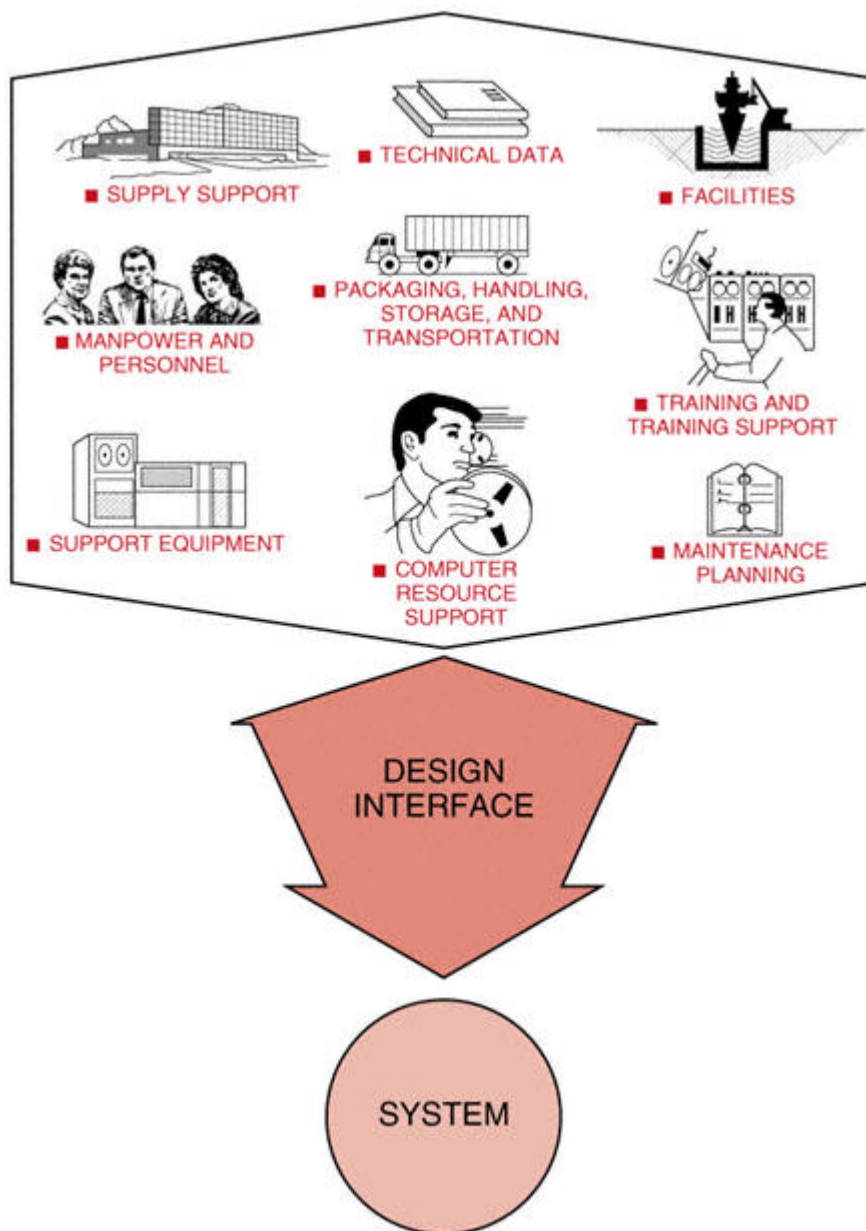 ■ SUPPLY SUPPORT
■ TECHNICAL DATA
■ FACILITIES
■ MANPOWER AND
PERSONNEL
■ PACKAGING, HANDLING,
STORAGE, AND
TRANSPORTATION
■ TRAINING AND
TRAINING SUPPORT
■ SUPPORT EQUIPMENT
■ COMPUTER
RESOURCE
SUPPORT
■ MAINTENANCE
PLANNING
DESIGN
INTERFACE
SYSTEM